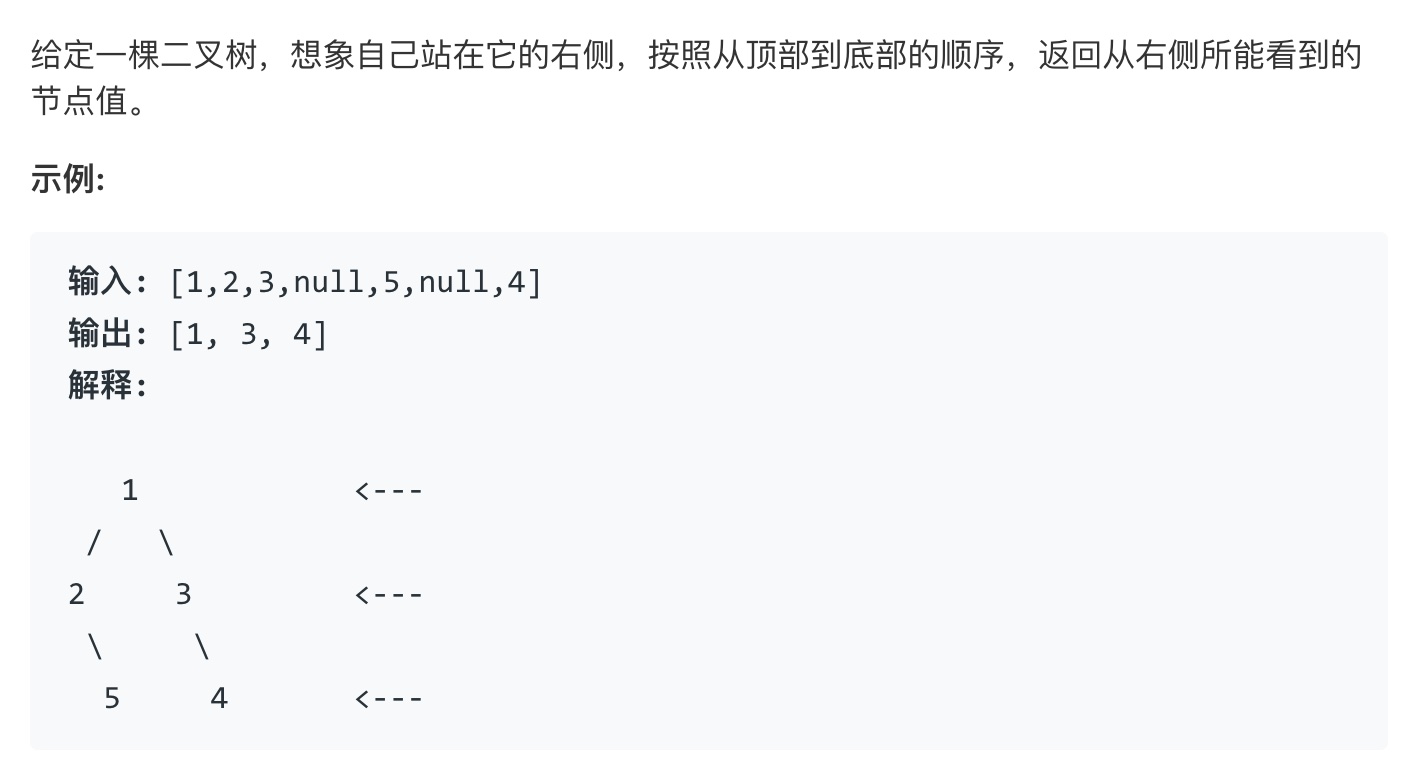 给定一棵二叉树，想象自己站在它的右侧，按照从顶部到底部的顺序，返回从右侧所能看到的
节点值。
示例:
输入: [1,2,3,null,5,null,4]
输出: [1, 3, 4]
解释:
   1            <---
 /   \
2     3         <---
 \     \
  5     4       <---